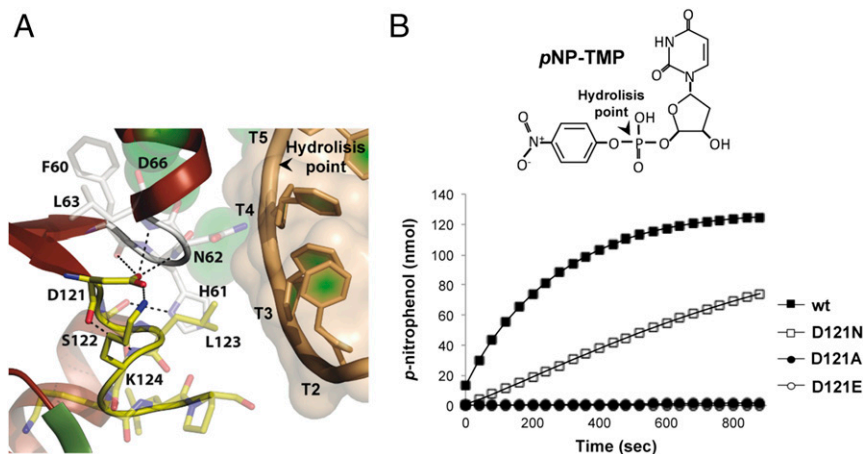 A
F60
D66
L63
N62
D121
H61
S122
L123
K124
T5
Hydrolisis
point
T4
T3
T2
B
pNP-TMP
O
NH
O
N
Hydrolisis
point
O
OH
O
N⁺
O⁻
O
P
O
O
OH
p-nitrophenol (nmol)
140
120
100
80
60
40
20
0
0
200
400
600
800
Time (sec)
wt
D121N
D121A
D121E